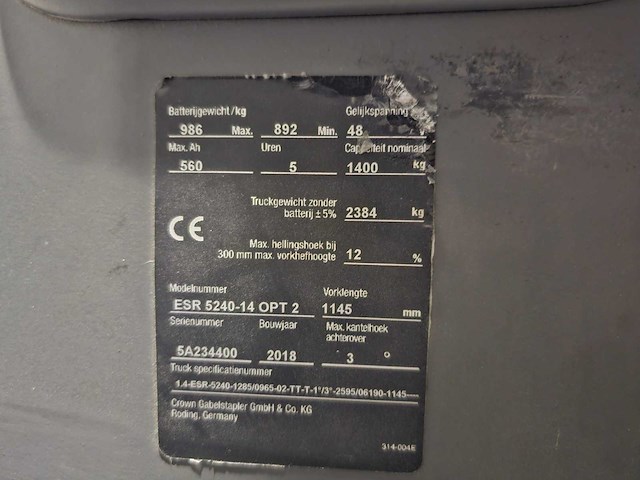 Batterijgewicht/kg Gelijkspanning
986 Max. 892 Min. 48 V
Max. Ah Uren Capaciteit nominaal
560 5 1400 kg
Truckgewicht zonder
batterij ± 5% 2384 kg
CE
Max. hellingshoek bij
300 mm max. vorkhefhoogte 12 %
Modelnummer Vorklengte
ESR 5240-14 OPT 2 1145 mm
Serienummer Bouwjaar Max. kantelhoek
achterover
5A234400 2018 3 °
Truck specificatienummer
1.4-ESR-5240-1285/0965-02-TT-T-1°/3°-2595/06190-1145----
Crown Gabelstapler GmbH & Co. KG
Roding, Germany
314-004E